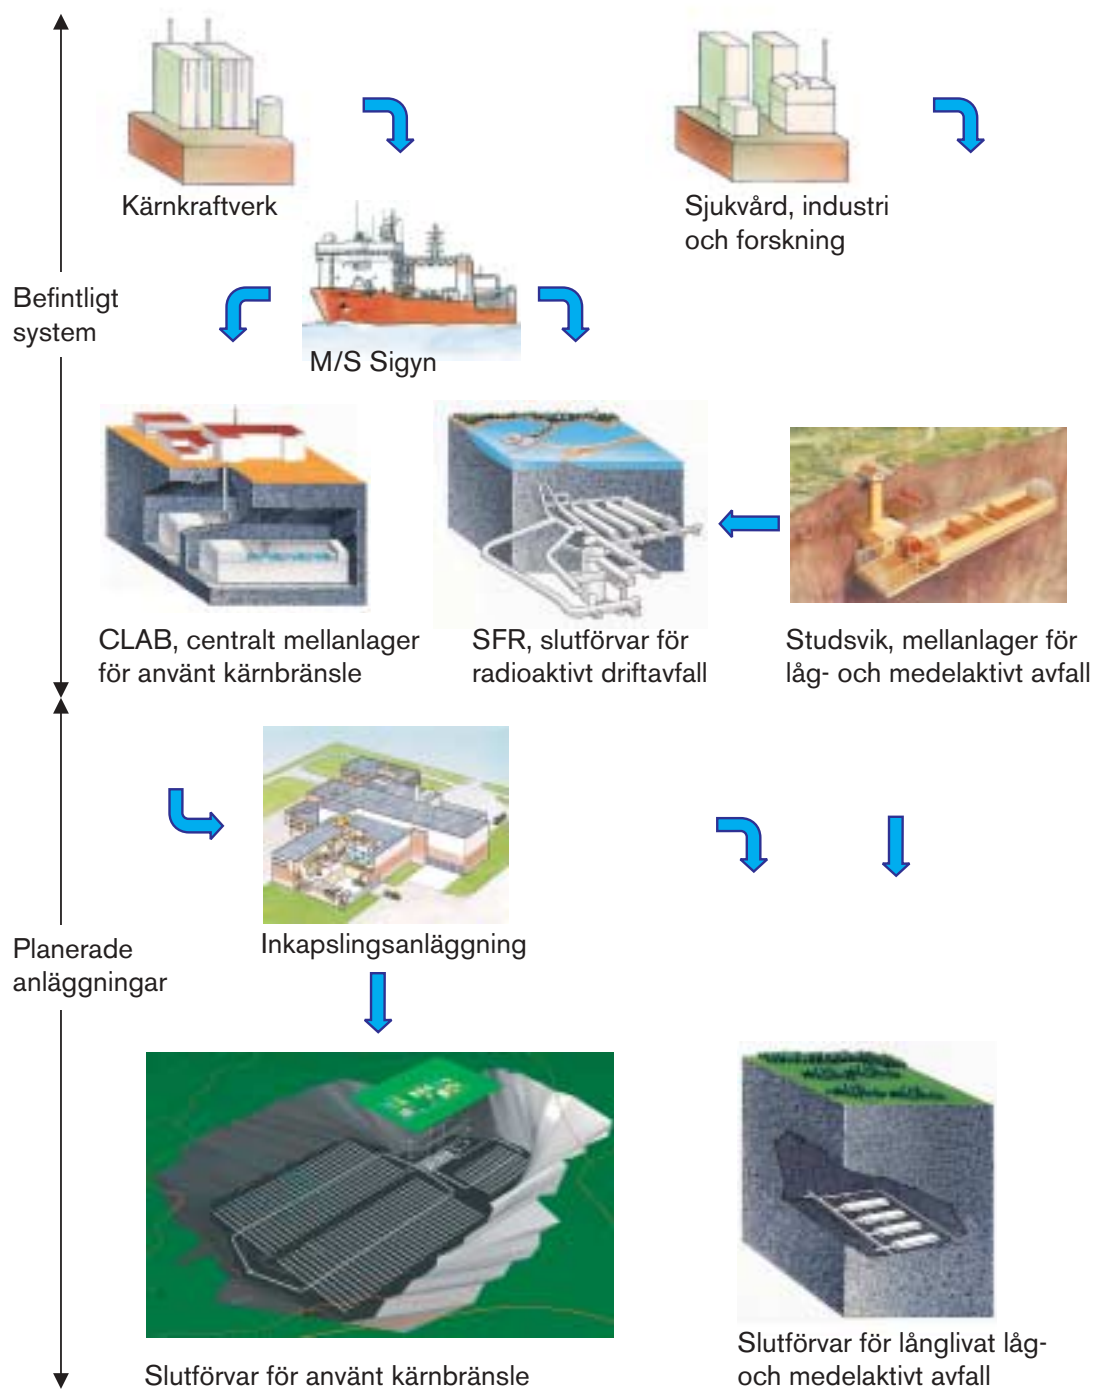 Kärnkraftverk
Sjukvård, industri
och forskning
Befintligt
system
M/S Sigyn
CLAB, centralt mellanlager
för använt kärnbränsle
SFR, slutförvar för
radioaktivt driftavfall
Studsvik, mellanlager för
låg- och medelaktivt avfall
Planerade
anläggningar
Inkapslingsanläggning
Slutförvar för använt kärnbränsle
Slutförvar för långlivat låg-
och medelaktivt avfall